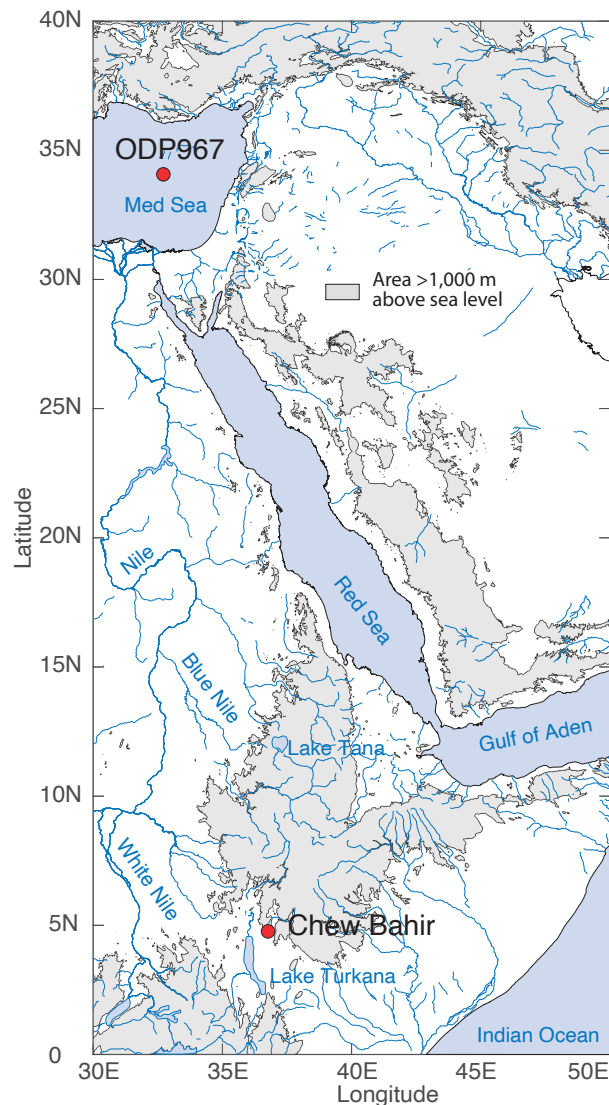 40N
35N
ODP967
Med Sea
30N
Area >1,000 m
above sea level
25N
Latitude
20N
Nile
Red Sea
15N
Blue Nile
Lake Tana
Gulf of Aden
10N
White Nile
5N
Chew Bahir
Lake Turkana
Indian Ocean
0
30E
35E
40E
45E
50E
Longitude